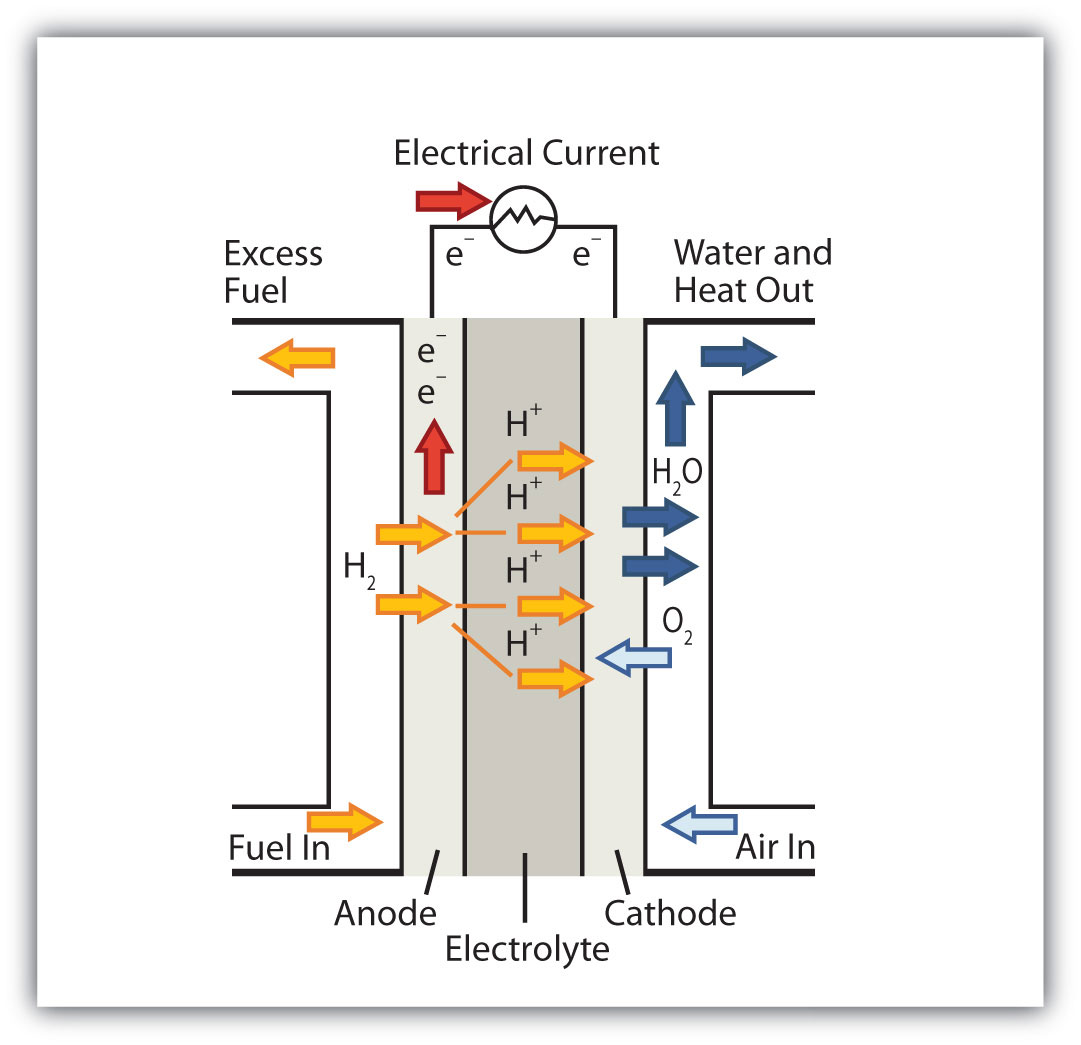 Electrical Current
e⁻ e⁻
Excess
Fuel
Water and
Heat Out
e⁻
e⁻
H⁺
H⁺
H⁺
H⁺
H₂
H₂O
O₂
Fuel In
Air In
Anode
Cathode
Electrolyte